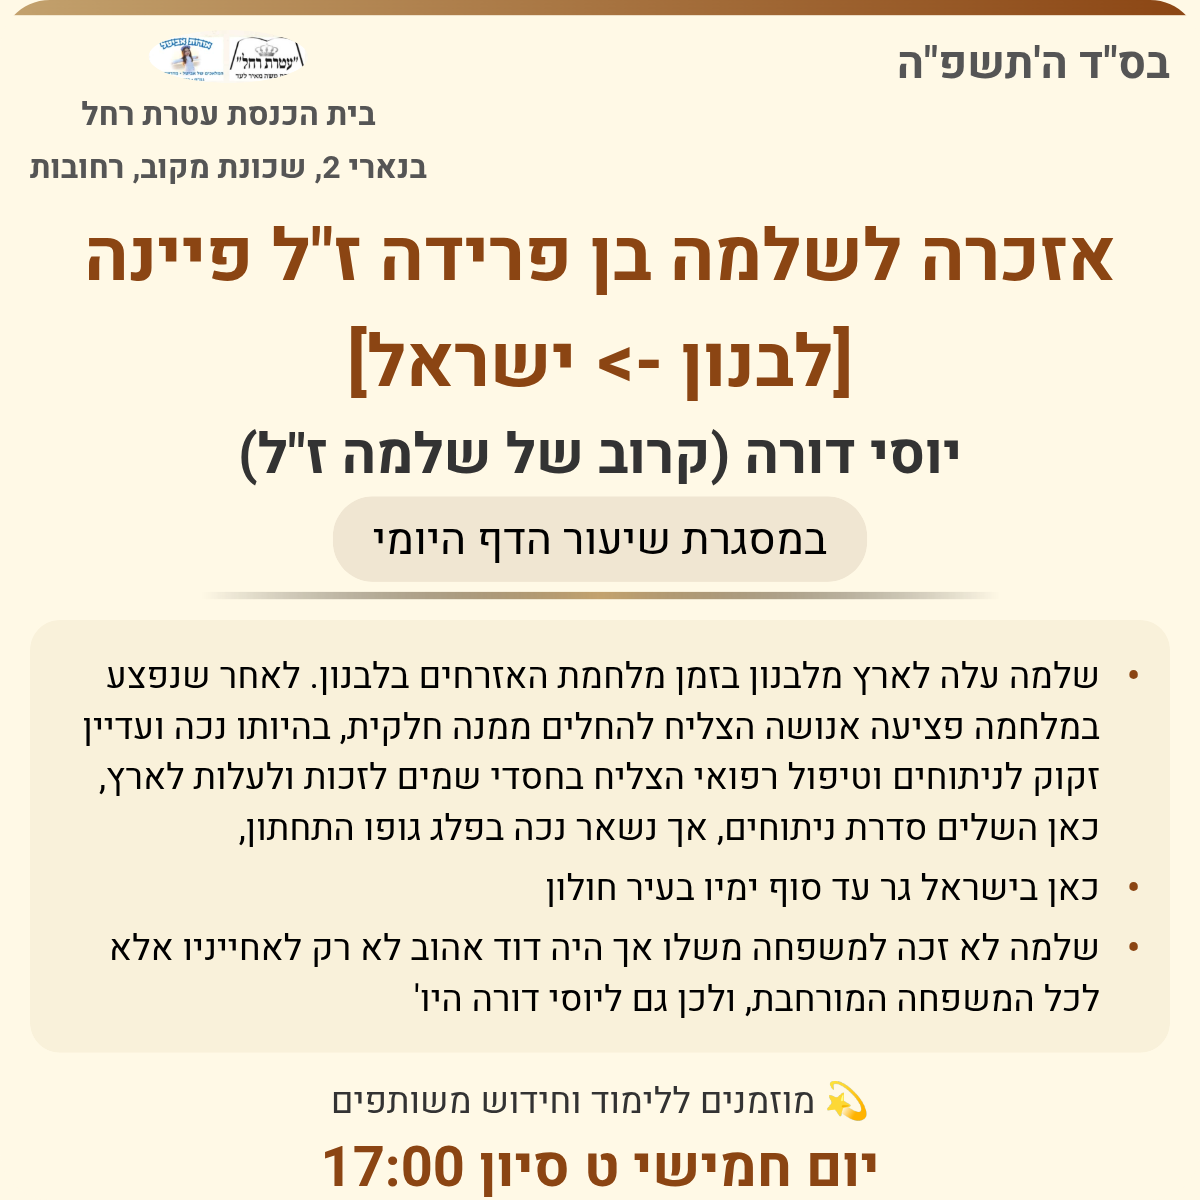 בס"ד ה'תשפ"ה
"עטרת רחל"
בית הכנסת עטרת רחל
בנארי 2, שכונת מקוב, רחובות
אזכרה לשלמה בן פרידה ז"ל פיינה
[לבנון -> ישראל]
יוסי דורה (קרוב של שלמה ז"ל)
במסגרת שיעור הדף היומי
• שלמה עלה לארץ מלבנון בזמן מלחמת האזרחים בלבנון. לאחר שנפצע
במלחמה פציעה אנושה הצליח להחלים ממנה חלקית, בהיותו נכה ועדיין
זקוק לניתוחים וטיפול רפואי הצליח בחסדי שמים לזכות ולעלות לארץ,
כאן השלים סדרת ניתוחים, אך נשאר נכה בפלג גופו התחתון,
• כאן בישראל גר עד סוף ימיו בעיר חולון
• שלמה לא זכה למשפחה משלו אך היה דוד אהוב לא רק לאחייניו אלא
לכל המשפחה המורחבת, ולכן גם ליוסי דורה היו'
💫 מוזמנים ללימוד וחידוש משותפים
יום חמישי ט סיון 17:00